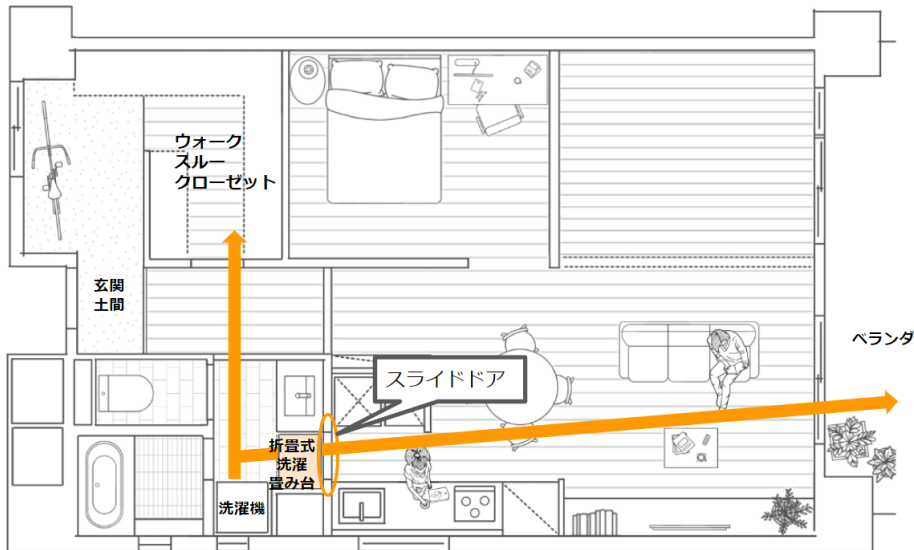 ウォーク
スルー
クローゼット
玄関
土間
ベランダ
スライドドア
折畳式
洗濯
畳み台
洗濯機